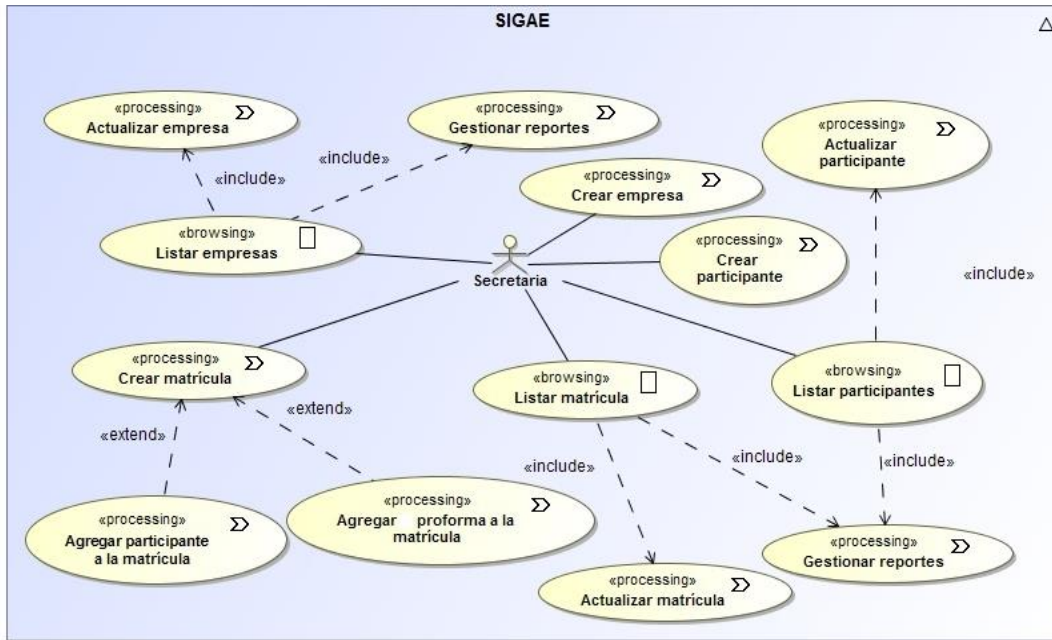 SIGAE
«processing»
Actualizar empresa
«processing»
Gestionar reportes
«processing»
Actualizar
participante
«include»
«include»
«processing»
Crear empresa
«browsing»
Listar empresas
«processing»
Crear
participante
Secretaria
«include»
«processing»
Crear matrícula
«browsing»
Listar matrícula
«browsing»
Listar participantes
«extend»
«extend»
«include»
«include»
«include»
«processing»
Agregar participante
a la matrícula
«processing»
Agregar proforma a la
matrícula
«processing»
Actualizar matrícula
«processing»
Gestionar reportes